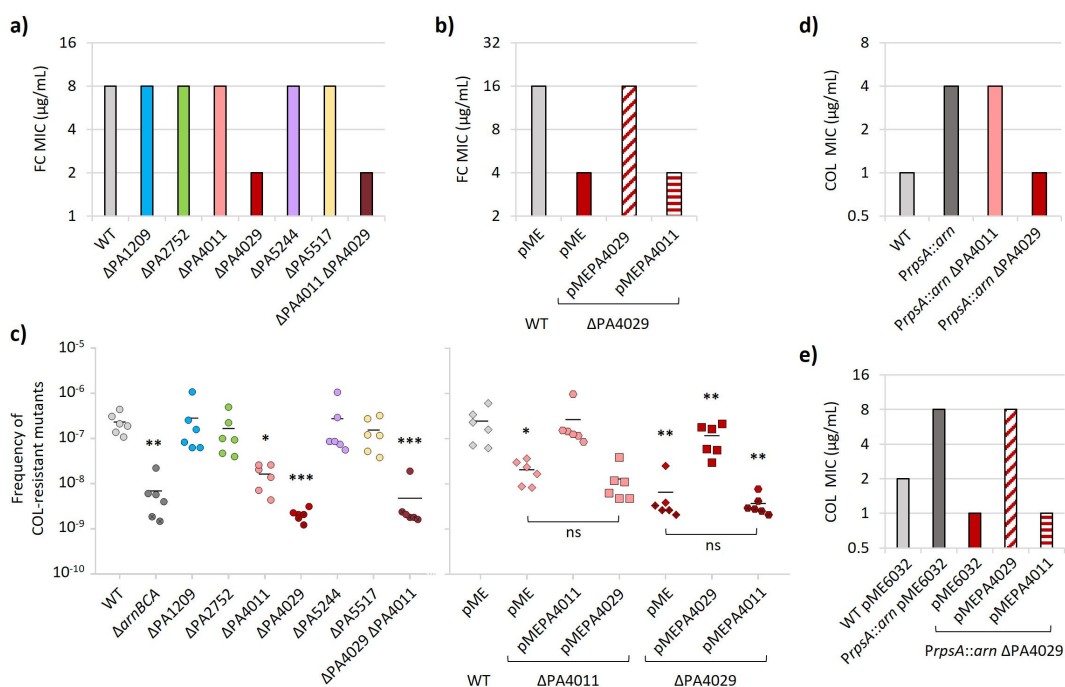 a)
FC MIC (µg/mL)
16
8
4
2
1
WT
ΔPA1209
ΔPA2752
ΔPA4011
ΔPA4029
ΔPA5244
ΔPA5517
ΔPA4011 ΔPA4029
b)
FC MIC (µg/mL)
32
16
8
4
2
pME
pME
pMEPA4029
pMEPA4011
WT
ΔPA4029
d)
COL MIC (µg/mL)
8
4
2
1
0.5
WT
PrpsA::arn
PrpsA::arn ΔPA4011
PrpsA::arn ΔPA4029
c)
Frequency of
COL-resistant mutants
10-5
10-6
10-7
10-8
10-9
10-10
**
*
***
***
WT
ΔarnBCA
ΔPA1209
ΔPA2752
ΔPA4011
ΔPA4029
ΔPA5244
ΔPA5517
ΔPA4029 ΔPA4011
*
**
**
**
ns
ns
pME
pME
pMEPA4011
pMEPA4029
pME
pMEPA4029
pMEPA4011
WT
ΔPA4011
ΔPA4029
e)
COL MIC (µg/mL)
16
8
4
2
1
0.5
WT pME6032
PrpsA::arn pME6032
pME6032
pMEPA4029
pMEPA4011
PrpsA::arn ΔPA4029